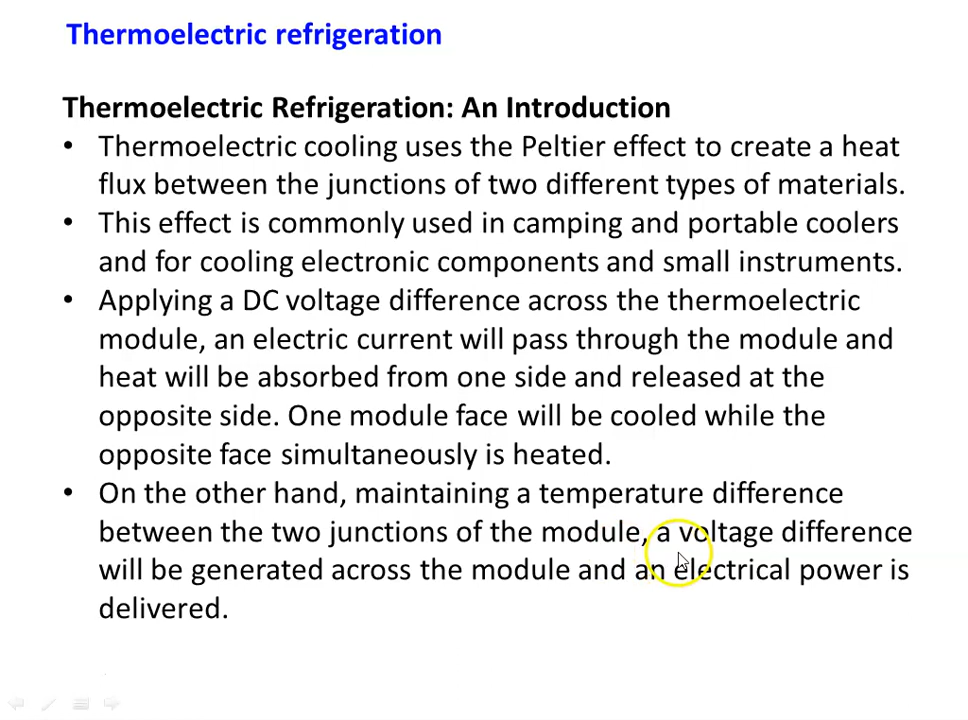 Thermoelectric refrigeration
Thermoelectric Refrigeration: An Introduction
• Thermoelectric cooling uses the Peltier effect to create a heat
flux between the junctions of two different types of materials.
• This effect is commonly used in camping and portable coolers
and for cooling electronic components and small instruments.
• Applying a DC voltage difference across the thermoelectric
module, an electric current will pass through the module and
heat will be absorbed from one side and released at the
opposite side. One module face will be cooled while the
opposite face simultaneously is heated.
• On the other hand, maintaining a temperature difference
between the two junctions of the module, a voltage difference
will be generated across the module and an electrical power is
delivered.